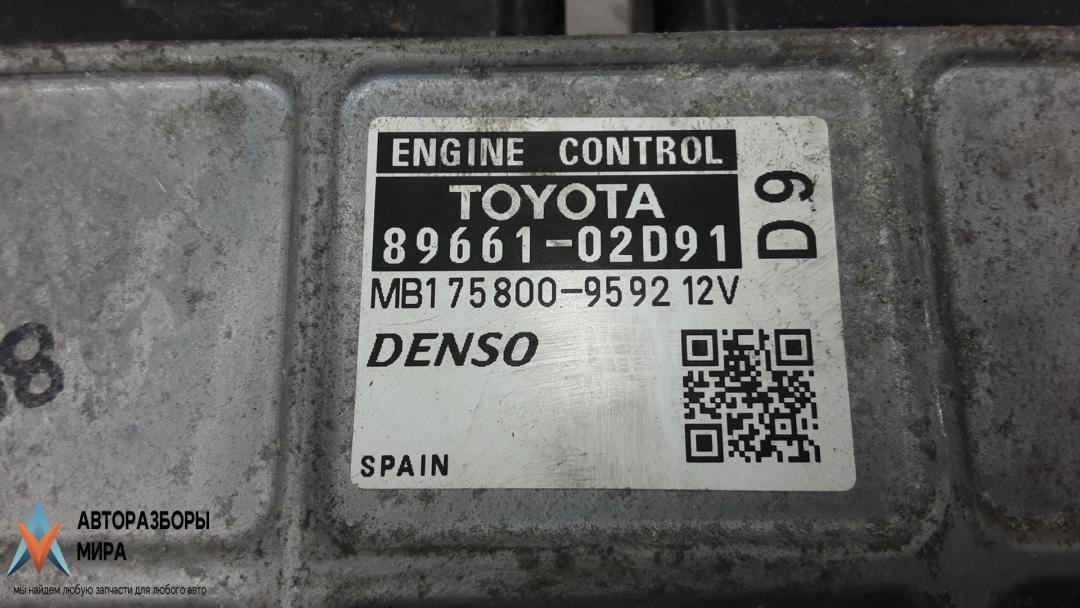 ENGINE CONTROL
TOYOTA
89661-02D91
D9
MB175800-9592 12V
DENSO
SPAIN
8
АВТОРАЗБОРЫ
МИРА
мы найдем любую запчасти для любого авто